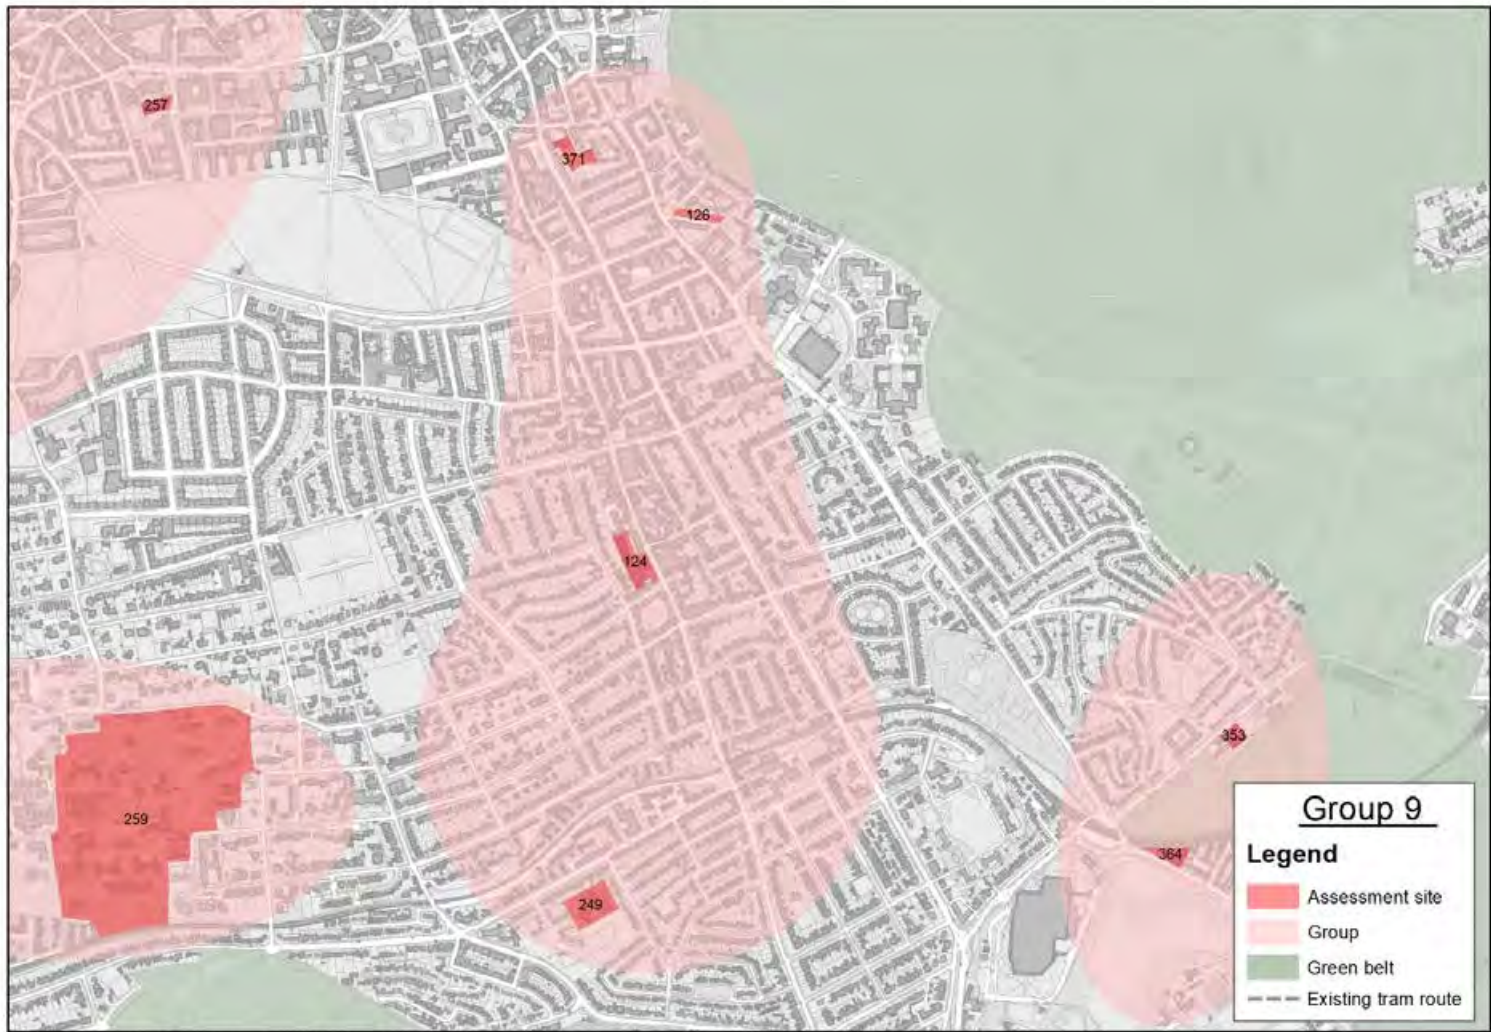 257
371
126
124
353
259
364
249
Group 9
Legend
Assessment site
Group
Green belt
Existing tram route